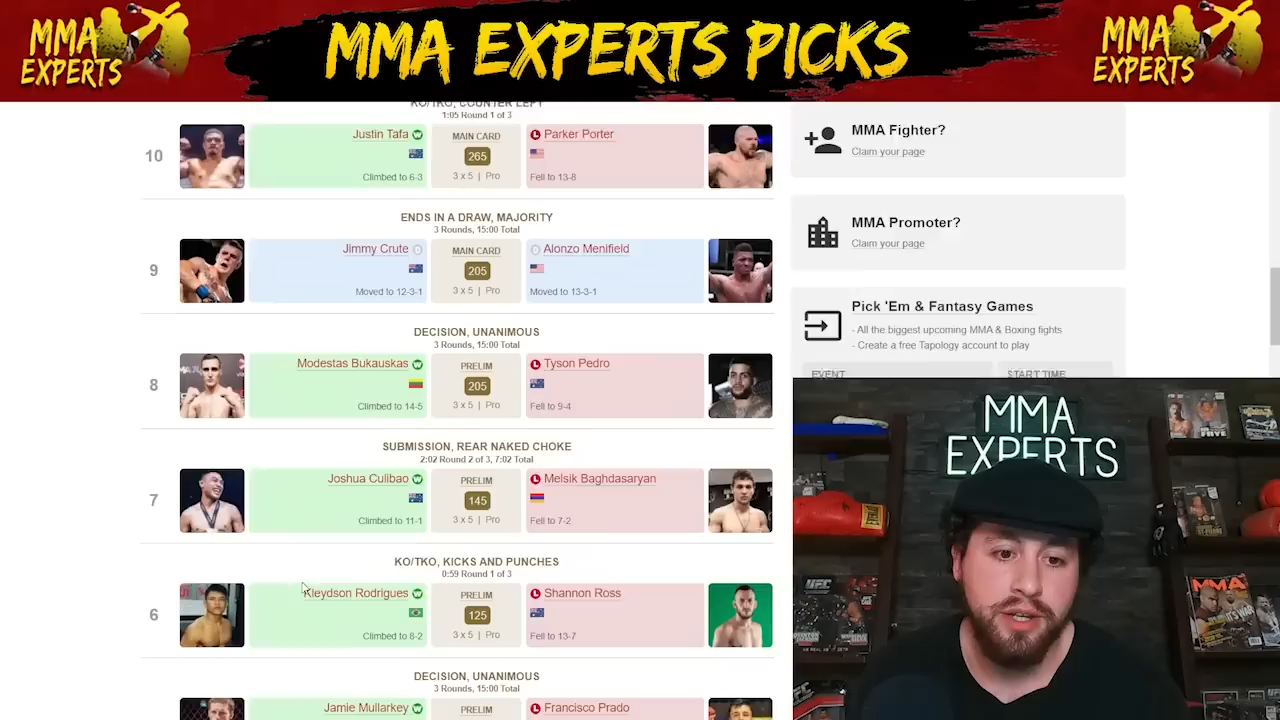 MMA EXPERTS
MMA EXPERTS PICKS
MMA EXPERTS
KO/TKO, COUNTER LEFT
1:05 Round 1 of 3
10
Justin Tafa W
Climbed to 6-3
MAIN CARD
265
3 x 5 | Pro
L Parker Porter
Fell to 13-8
ENDS IN A DRAW, MAJORITY
3 Rounds, 15:00 Total
9
Jimmy Crute D
Moved to 12-3-1
MAIN CARD
205
3 x 5 | Pro
D Alonzo Menifield
Moved to 13-3-1
DECISION, UNANIMOUS
3 Rounds, 15:00 Total
8
Modestas Bukauskas W
Climbed to 14-5
PRELIM
205
3 x 5 | Pro
L Tyson Pedro
Fell to 9-4
SUBMISSION, REAR NAKED CHOKE
2:02 Round 2 of 3, 7:02 Total
7
Joshua Culibao W
Climbed to 11-1
PRELIM
145
3 x 5 | Pro
L Melsik Baghdasaryan
Fell to 7-2
KO/TKO, KICKS AND PUNCHES
0:59 Round 1 of 3
6
Kleydson Rodrigues W
Climbed to 8-2
PRELIM
125
3 x 5 | Pro
L Shannon Ross
Fell to 13-7
DECISION, UNANIMOUS
3 Rounds, 15:00 Total
Jamie Mullarkey W
PRELIM
L Francisco Prado
MMA Fighter?
Claim your page
MMA Promoter?
Claim your page
Pick 'Em & Fantasy Games
- All the biggest upcoming MMA & Boxing fights
- Create a free Tapology account to play
EVENT
START TIME
MMA
EXPERTS
FRYE
UFC
MMA
IT'S WAR
UFC